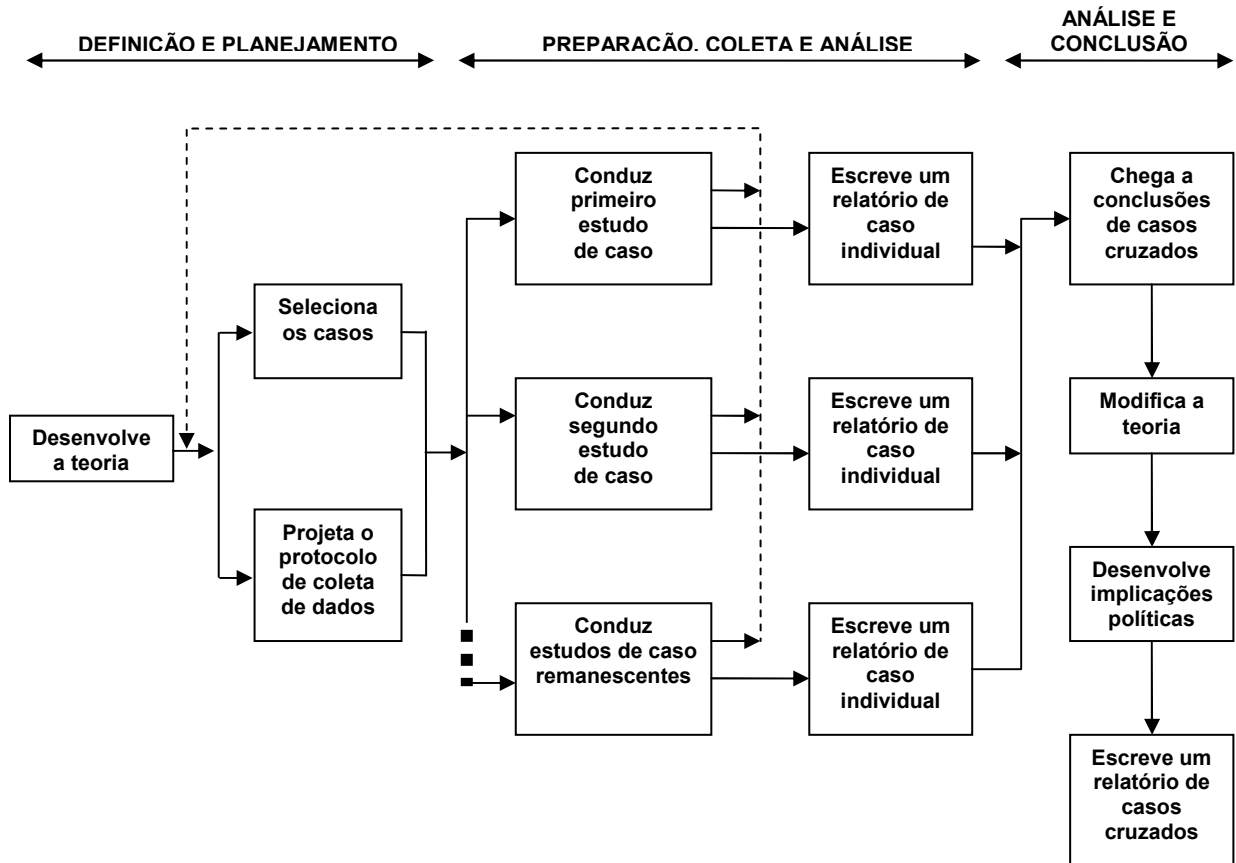 DEFINIÇÃO E PLANEJAMENTO
PREPARAÇÃO, COLETA E ANÁLISE
ANÁLISE E
CONCLUSÃO
Desenvolve
a teoria
Seleciona
os casos
Projeta o
protocolo
de coleta
de dados
Conduz
primeiro
estudo
de caso
Escreve um
relatório de
caso
individual
Conduz
segundo
estudo
de caso
Escreve um
relatório de
caso
individual
Conduz
estudos de caso
remanescentes
Escreve um
relatório de
caso
individual
Chega a
conclusões
de casos
cruzados
Modifica a
teoria
Desenvolve
implicações
políticas
Escreve um
relatório de
casos
cruzados